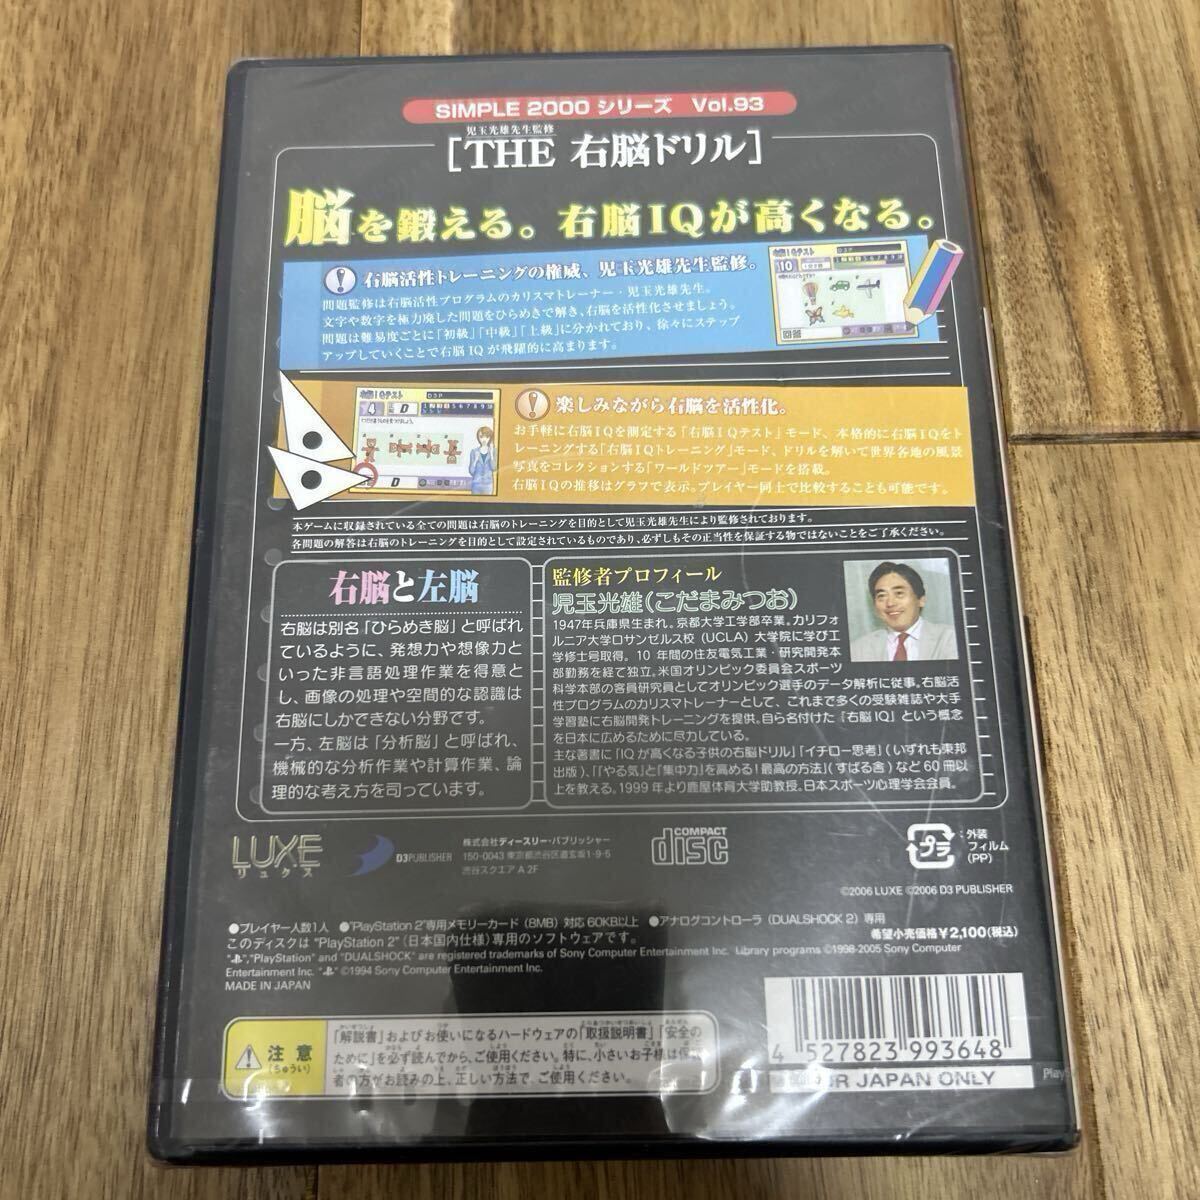 SIMPLE 2000 シリーズ Vol.93
児玉光雄先生監修
[THE 右脳ドリル]
脳を鍛える。右脳IQが高くなる。
右脳活性トレーニングの権威、児玉光雄先生監修。
問題監修は右脳活性プログラムのカリスマトレーナー・児玉光雄先生。
文字や数字を極力廃した問題をひらめきで解き、右脳を活性化させましょう。
問題は難易度ごとに「初級」「中級」「上級」に分かれており、徐々にステップ
アップしていくことで右脳IQが飛躍的に高まります。
右脳IQテスト
D3P
10
回答
右脳IQテスト
D3P
4
D
D
楽しみながら右脳を活性化。
お手軽に右脳IQを測定する「右脳IQテスト」モード、本格的に右脳IQをト
レーニングする「右脳IQトレーニング」モード、ドリルを解いて世界各地の風景
写真をコレクションする「ワールドツアー」モードを搭載。
右脳IQの推移はグラフで表示。プレイヤー同士で比較することも可能です。
本ゲームに収録されている全ての問題は右脳のトレーニングを目的として児玉光雄先生により監修されております。
各問題の解答は右脳のトレーニングを目的として設定されているものであり、必ずしもその正当性を保証する物ではないことをご了承ください。
右脳と左脳
右脳は別名「ひらめき脳」と呼ばれ
ているように、発想力や想像力と
いった非言語処理作業を得意と
し、画像の処理や空間的な認識は
右脳にしかできない分野です。
一方、左脳は「分析脳」と呼ばれ、
機械的な分析作業や計算作業、論
理的な考え方を司っています。
監修者プロフィール
児玉光雄(こだまみつお)
1947年兵庫県生まれ。京都大学工学部卒業。カリフォ
ルニア大学ロサンゼルス校(UCLA)大学院に学び工
学修士号取得。10年間の住友電気工業・研究開発本
部勤務を経て独立。米国オリンピック委員会スポーツ
科学本部の客員研究員としてオリンピック選手のデータ解析に従事。右脳活
性プログラムのカリスマトレーナーとして、これまで多くの受験雑誌や大手
学習塾に右脳開発トレーニングを提供。自ら名付けた「右脳IQ」という概念
を日本に広めるために尽力している。
主な著書に「IQが高くなる子供の右脳ドリル」「イチロー思考」(いずれも東邦
出版)、「「やる気」と「集中力」を高める!最高の方法」(すばる舎)など60冊以
上を数える。1999年より鹿屋体育大学助教授。日本スポーツ心理学会会員。
LUXE
リュクス
D3PUBLISHER
株式会社ディースリー・パブリッシャー
150-0043 東京都渋谷区道玄坂1-9-5
渋谷スクエアA 2F
COMPACT
disc
プラ
外装
フィルム
(PP)
©2006 LUXE ©2006 D3 PUBLISHER
●プレイヤー人数1人 ●"PlayStation 2"専用メモリーカード(8MB)対応 60KB以上 ●アナログコントローラ(DUALSHOCK 2)専用
希望小売価格¥2,100(税込)
このディスクは "PlayStation 2"(日本国内仕様)専用のソフトウェアです。
"PlayStation" and "DUALSHOCK" are registered trademarks of Sony Computer Entertainment Inc. Library programs ©1998-2005 Sony Computer
Entertainment Inc. ©1994 Sony Computer Entertainment Inc.
MADE IN JAPAN
注意
(ちゅうい)
「解説書」およびお使いになるハードウェアの「取扱説明書」「安全の
ために」を必ず読んでから、ご使用ください。特に、小さいお子様は保護
者の方がお読みの上、正しい方法で、ご使用ください。
4 527823 993648
FOR JAPAN ONLY